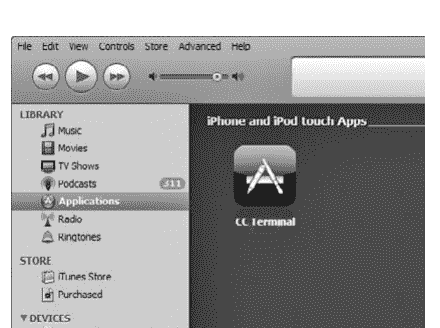 File Edit View Controls Store Advanced Help
LIBRARY
Music
Movies
TV Shows
Podcasts 311
Applications
Radio
Ringtones
STORE
iTunes Store
Purchased
DEVICES
iPhone and iPod touch Apps
CC Terminal